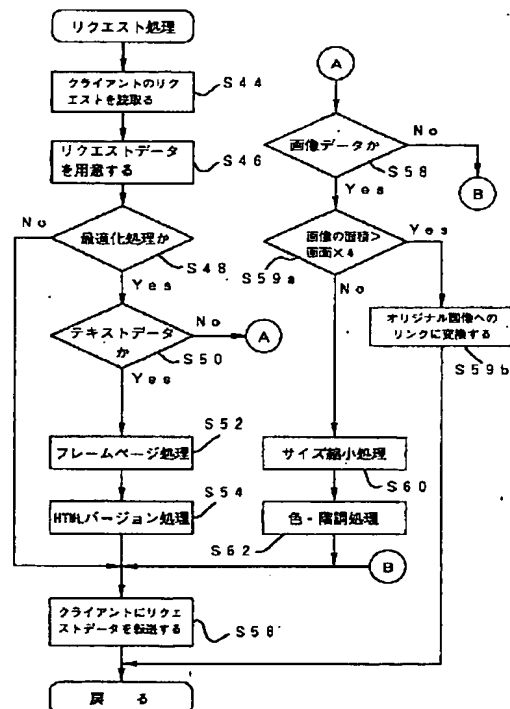 リクエスト処理
クライアントのリク
エストを読取る
S44
リクエストデータ
を用意する
S46
No
最適化処理か
S48
Yes
テキストデータ
か
No
A
S50
Yes
S52
フレームページ処理
S54
HTMLバージョン処理
クライアントにリクエ
ストデータを転送する
S58
戻る
A
画像データか
No
S58
B
Yes
画像の面積>
画面×4
Yes
S59a
No
オリジナル画像への
リンクに変換する
S59b
サイズ縮小処理
S60
色・階調処理
S62
B